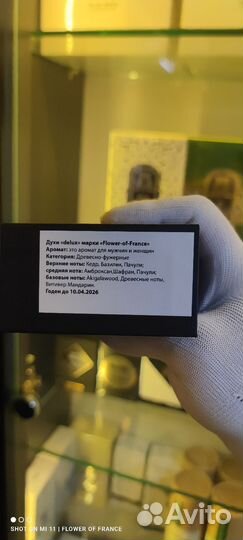 Духи «delux» марки «Flower-of-France»
Аромат: это аромат для мужчин и женщин
Категория: Древесно-фужерные
Верхние ноты: Кедр, Базилик, Пачули;
средняя нота: Амброксан,Шафран, Пачули;
базовые ноты: Akigalawood, Древесные ноты,
Ветивер Мандарин.
Годен до 10.04.2026
SHOT ON MI 11 | FLOWER OF FRANCE
Avito